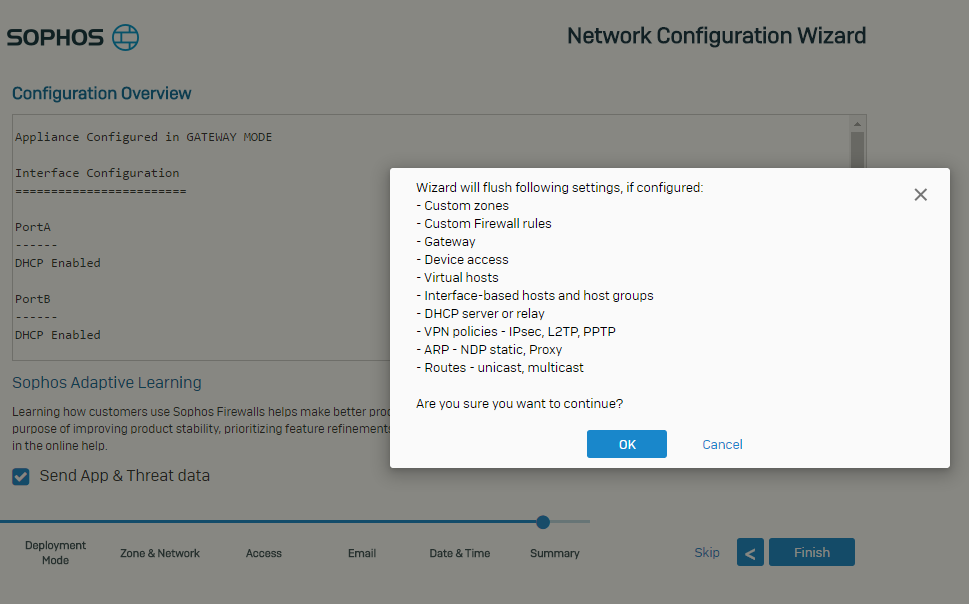 SOPHOS
Network Configuration Wizard
Configuration Overview
Appliance Configured in GATEWAY MODE
Interface Configuration
========================
PortA
------
DHCP Enabled
PortB
------
DHCP Enabled
Wizard will flush following settings, if configured:
- Custom zones
- Custom Firewall rules
- Gateway
- Device access
- Virtual hosts
- Interface-based hosts and host groups
- DHCP server or relay
- VPN policies - IPsec, L2TP, PPTP
- ARP - NDP static, Proxy
- Routes - unicast, multicast
Are you sure you want to continue?
OK
Cancel
Sophos Adaptive Learning
Learning how customers use Sophos Firewalls helps make better
purpose of improving product stability, prioritizing feature refinements
in the online help.
Send App & Threat data
Deployment
Mode
Zone & Network
Access
Email
Date & Time
Summary
Skip
<
Finish